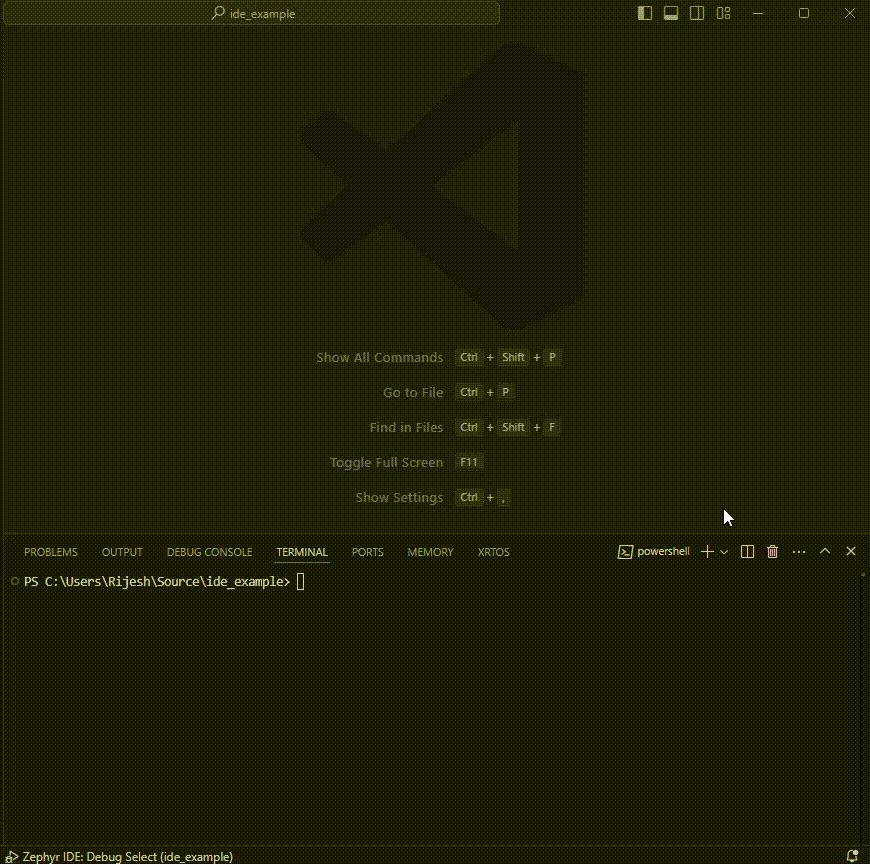 ide_example
Show All Commands Ctrl + Shift + P
Go to File Ctrl + P
Find in Files Ctrl + Shift + F
Toggle Full Screen F11
Show Settings Ctrl + ,
PROBLEMS OUTPUT DEBUG CONSOLE TERMINAL PORTS MEMORY XRTOS powershell
PS C:\Users\Rijesh\Source\ide_example>
Zephyr IDE: Debug Select (ide_example)